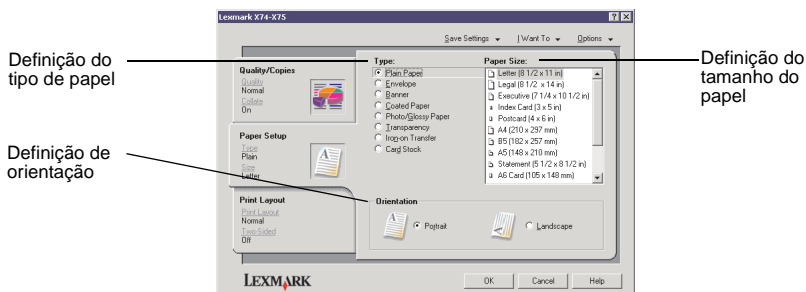 Lexmark X74-X75
Save Settings
I Want To
Options
Definição do
tipo de papel
Definição de
orientação
Quality/Copies
Quality
Normal
Collate
On
Paper Setup
Type
Plain
Size
Letter
Print Layout
Print Layout
Normal
Two-Sided
Off
Type:
Plain Paper
Envelope
Banner
Coated Paper
Photo/Glossy Paper
Transparency
Iron-on Transfer
Card Stock
Paper Size:
Letter (8 1/2 x 11 in)
Legal (8 1/2 x 14 in)
Executive (7 1/4 x 10 1/2 in)
Index Card (3 x 5 in)
Postcard (4 x 6 in)
A4 (210 x 297 mm)
B5 (182 x 257 mm)
A5 (148 x 210 mm)
Statement (5 1/2 x 8 1/2 in)
A6 Card (105 x 148 mm)
Definição do
tamanho do
papel
Orientation
Portrait
Landscape
LEXMARK
OK
Cancel
Help